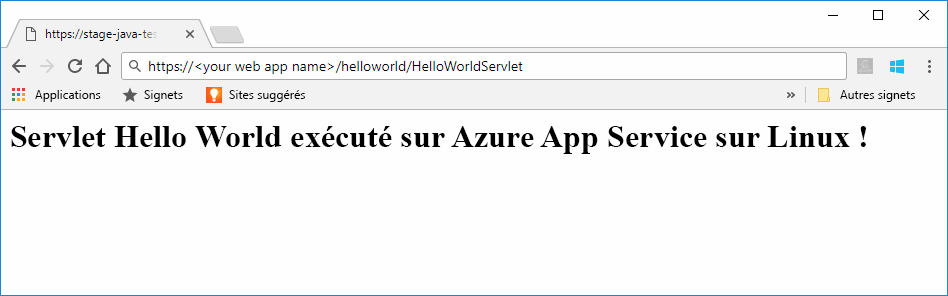 https://stage-java-tes
https://<your web app name>/helloworld/HelloWorldServlet
Applications Signets Sites suggérés » Autres signets
Servlet Hello World exécuté sur Azure App Service sur Linux !